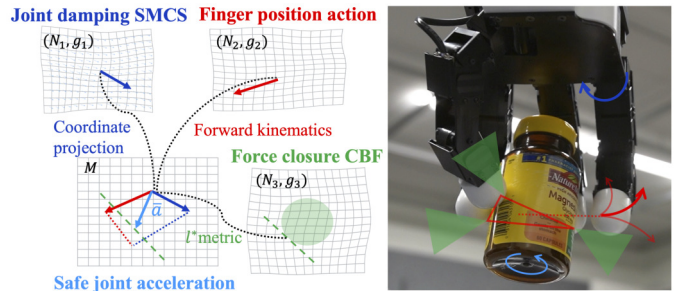 Joint damping SMCS
Finger position action
(N₁, g₁)
(N₂, g₂)
Coordinate
projection
Forward kinematics
Force closure CBF
M
(N₃, g₃)
ā
l*metric
Safe joint acceleration
#1
Nature
Magne